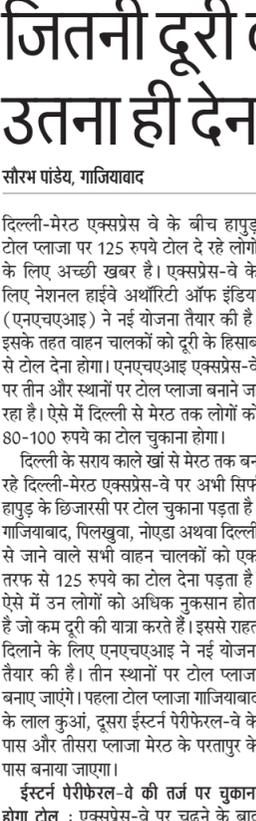 जितनी दूरी
उतना ही देन
सौरभ पांडेय, गाजियाबाद
दिल्ली-मेरठ एक्सप्रेस वे के बीच हापुड़
टोल प्लाजा पर 125 रुपये टोल दे रहे लोगों
के लिए अच्छी खबर है। एक्सप्रेस-वे के
लिए नेशनल हाईवे अथॉरिटी ऑफ इंडिय
(एनएचएआइ) ने नई योजना तैयार की है
इसके तहत वाहन चालकों को दूरी के हिसाब
से टोल देना होगा। एनएचएआइ एक्सप्रेस-वे
पर तीन और स्थानों पर टोल प्लाजा बनाने ज
रहा है। ऐसे में दिल्ली से मेरठ तक लोगों को
80-100 रुपये का टोल चुकाना होगा।
दिल्ली के सराय काले खां से मेरठ तक बन
रहे दिल्ली-मेरठ एक्सप्रेस-वे पर अभी सिर्फ
हापुड़ के छिजारसी पर टोल चुकाना पड़ता है
गाजियाबाद, पिलखुवा, नोएडा अथवा दिल्ली
से जाने वाले सभी वाहन चालकों को एक
तरफ से 125 रुपये का टोल देना पड़ता है
ऐसे में उन लोगों को अधिक नुकसान होत
है जो कम दूरी की यात्रा करते हैं। इससे राहत
दिलाने के लिए एनएचएआइ ने नई योजन
तैयार की है। तीन स्थानों पर टोल प्लाज
बनाए जाएंगे। पहला टोल प्लाजा गाजियाबाद
के लाल कुआं, दूसरा ईस्टर्न पेरीफेरल-वे के
पास और तीसरा प्लाजा मेरठ के परतापुर के
पास बनाया जाएगा।
ईस्टर्न पेरीफेरल-वे की तर्ज पर चुकान
होगा टोल : एक्सप्रेस-वे पर चढ़ने के बाद